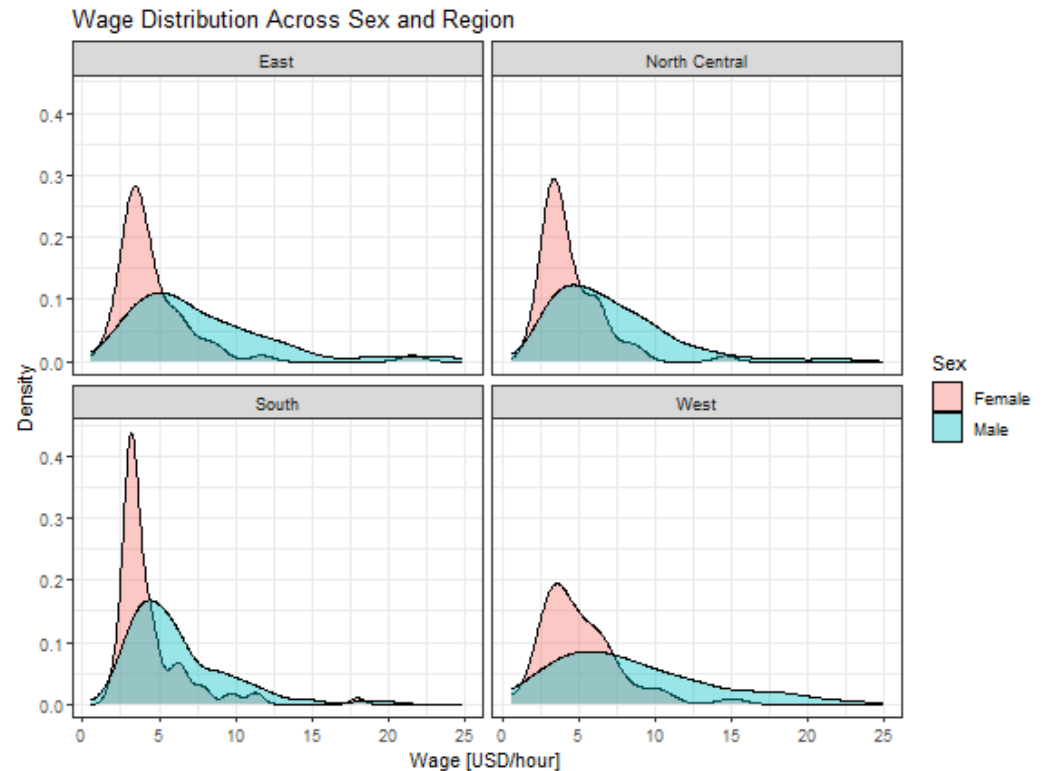 Wage Distribution Across Sex and Region
East
North Central
0.4
0.3
0.2
0.1
0.0
South
West
0.4
0.3
0.2
0.1
0.0
0 5 10 15 20 25
0 5 10 15 20 25
Wage [USD/hour]
Density
Sex
Female
Male